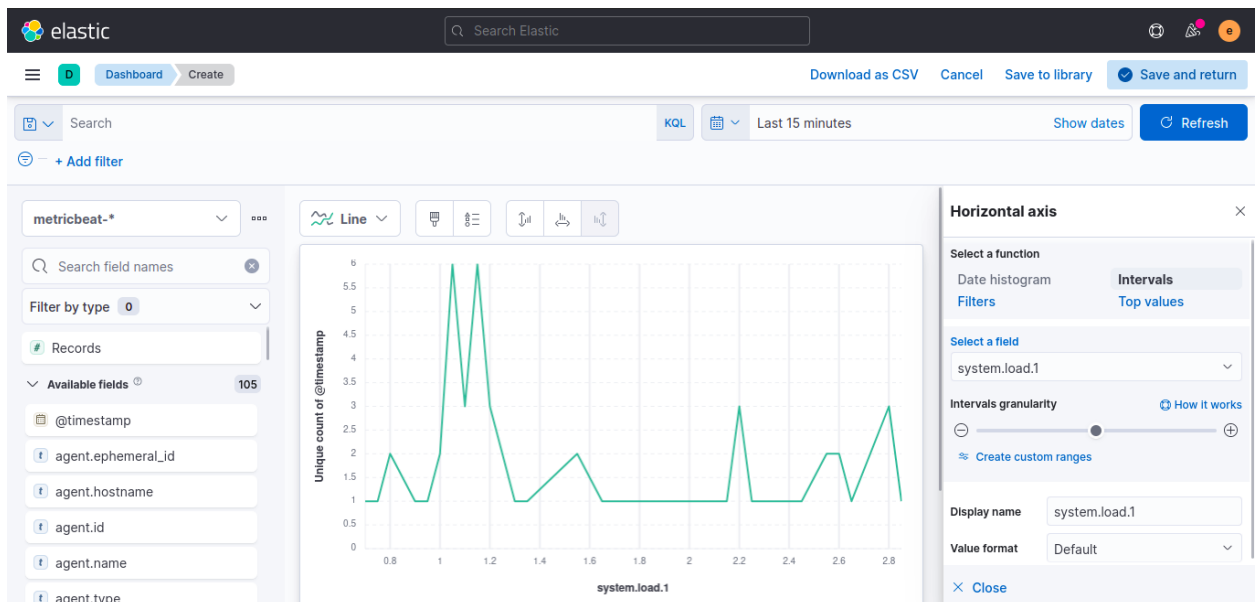 elastic
Search Elastic
e
D
Dashboard
Create
Download as CSV
Cancel
Save to library
Save and return
Search
KQL
Last 15 minutes
Show dates
Refresh
+ Add filter
metricbeat-*
Search field names
Filter by type 0
# Records
Available fields
105
@timestamp
t agent.ephemeral_id
t agent.hostname
t agent.id
t agent.name
t agent.type
Line
Unique count of @timestamp
6
5.5
5
4.5
4
3.5
3
2.5
2
1.5
1
0.5
0
0.8 1 1.2 1.4 1.6 1.8 2 2.2 2.4 2.6 2.8
system.load.1
Horizontal axis
Select a function
Date histogram
Intervals
Filters
Top values
Select a field
system.load.1
Intervals granularity
How it works
Create custom ranges
Display name
system.load.1
Value format
Default
Close